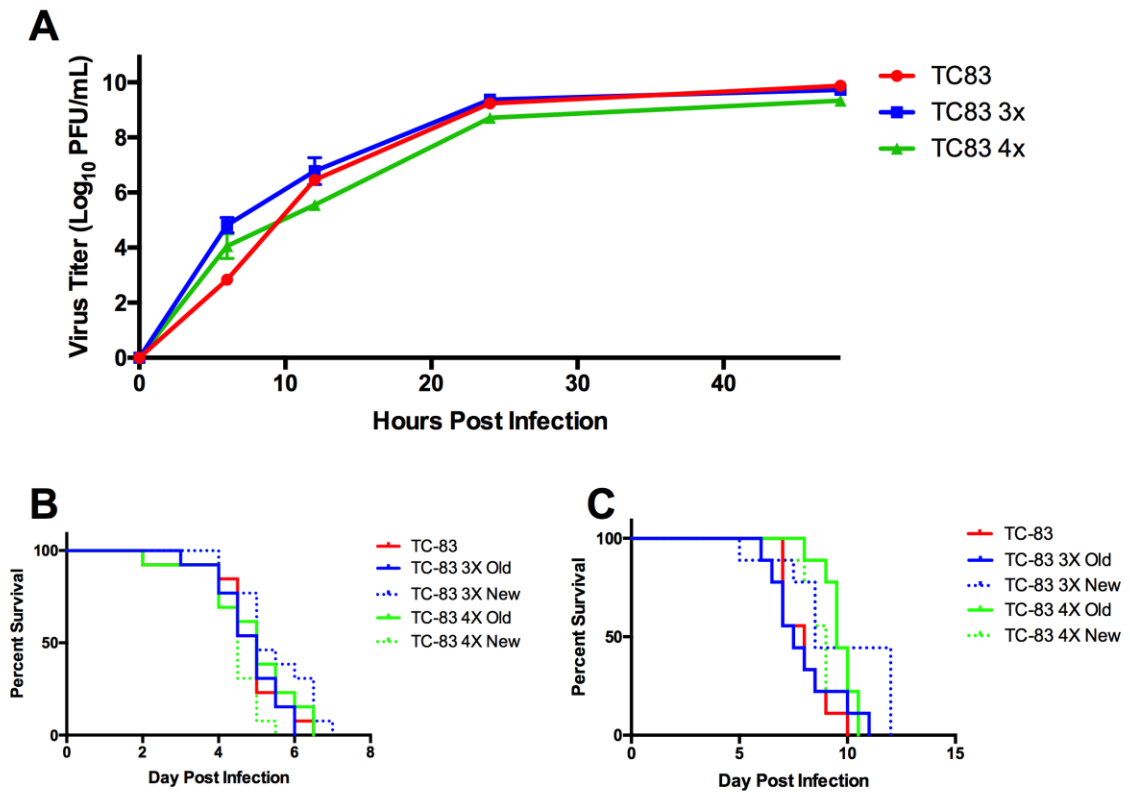 A
Virus Titer (Log10 PFU/mL)
10
8
6
4
2
0
0
10
20
30
40
Hours Post Infection
TC83
TC83 3x
TC83 4x
B
Percent Survival
100
50
0
0
2
4
6
8
Day Post Infection
TC-83
TC-83 3X Old
TC-83 3X New
TC-83 4X Old
TC-83 4X New
C
Percent Survival
100
50
0
0
5
10
15
Day Post Infection
TC-83
TC-83 3X Old
TC-83 3X New
TC-83 4X Old
TC-83 4X New